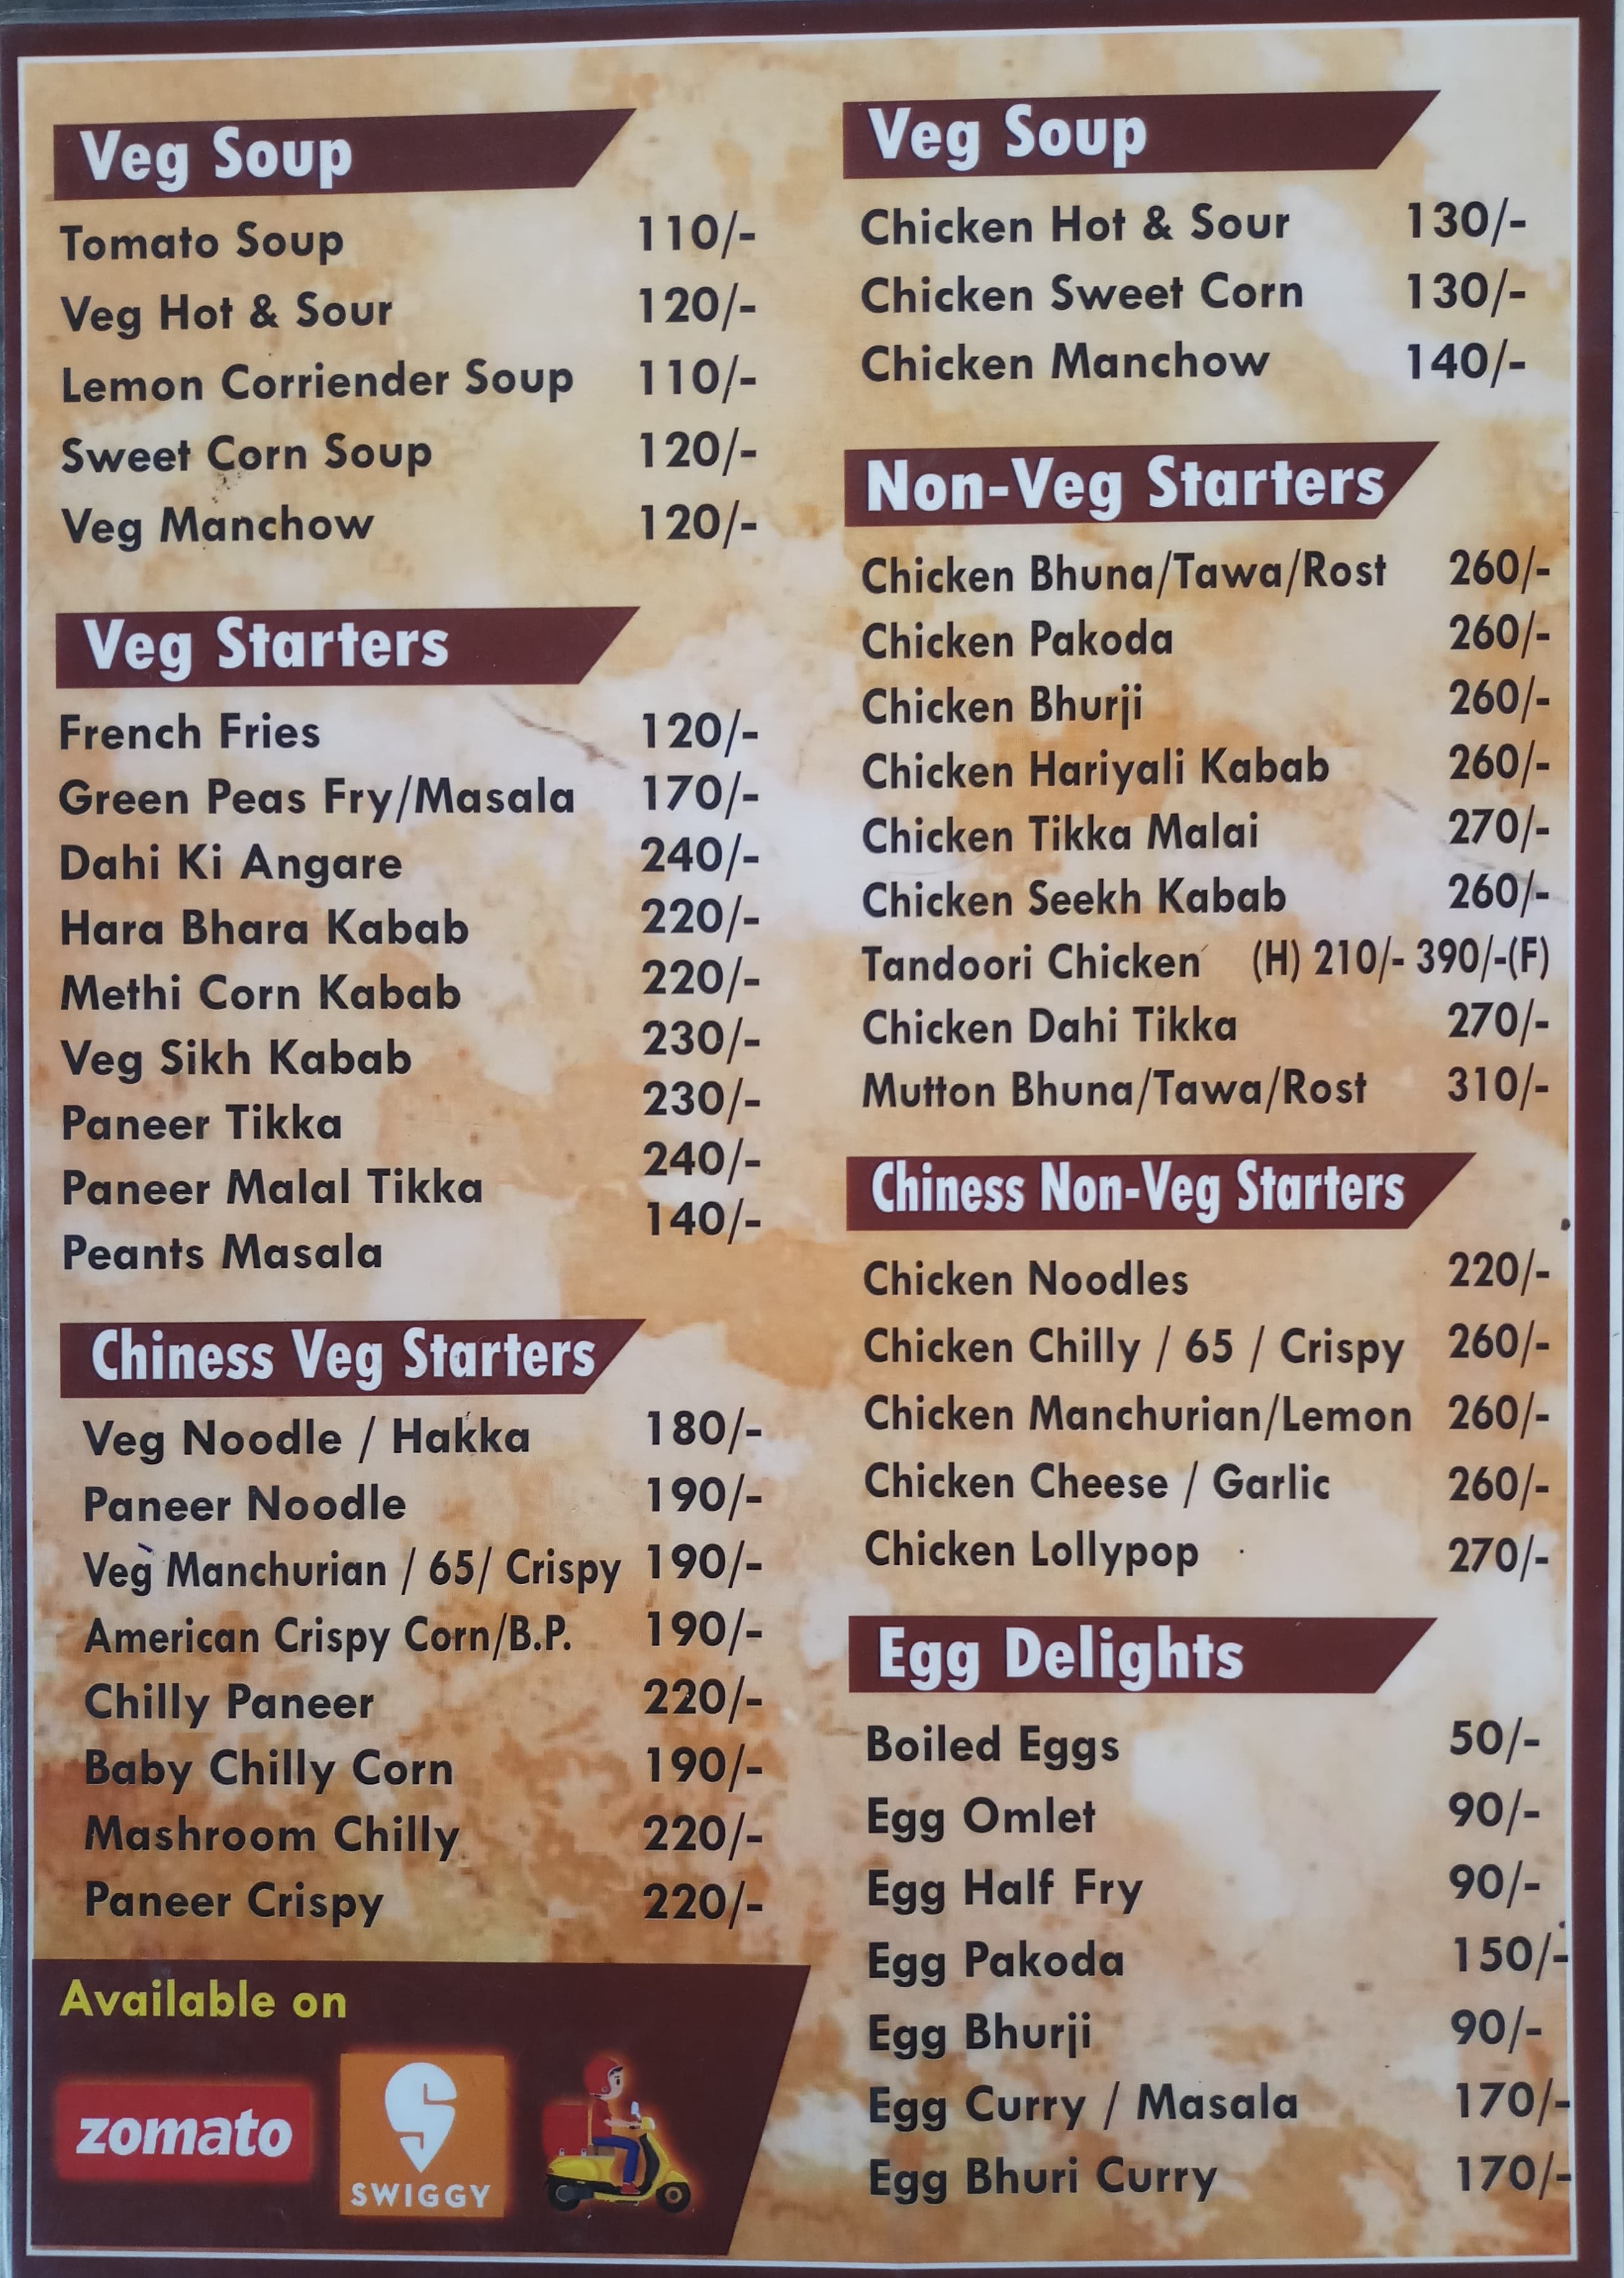 Veg Soup
Tomato Soup 110/-
Veg Hot & Sour 120/-
Lemon Corriender Soup 110/-
Sweet Corn Soup 120/-
Veg Manchow 120/-
Veg Starters
French Fries 120/-
Green Peas Fry/Masala 170/-
Dahi Ki Angare 240/-
Hara Bhara Kabab 220/-
Methi Corn Kabab 220/-
Veg Sikh Kabab 230/-
Paneer Tikka 230/-
Paneer Malal Tikka 240/-
Peants Masala 140/-
Chiness Veg Starters
Veg Noodle / Hakka 180/-
Paneer Noodle 190/-
Veg Manchurian / 65/ Crispy 190/-
American Crispy Corn/B.P. 190/-
Chilly Paneer 220/-
Baby Chilly Corn 190/-
Mashroom Chilly 220/-
Paneer Crispy 220/-
Available on
zomato
SWIGGY
Veg Soup
Chicken Hot & Sour 130/-
Chicken Sweet Corn 130/-
Chicken Manchow 140/-
Non-Veg Starters
Chicken Bhuna/Tawa/Rost 260/-
Chicken Pakoda 260/-
Chicken Bhurji 260/-
Chicken Hariyali Kabab 260/-
Chicken Tikka Malai 270/-
Chicken Seekh Kabab 260/-
Tandoori Chicken (H) 210/- 390/-(F)
Chicken Dahi Tikka 270/-
Mutton Bhuna/Tawa/Rost 310/-
Chiness Non-Veg Starters
Chicken Noodles 220/-
Chicken Chilly / 65 / Crispy 260/-
Chicken Manchurian/Lemon 260/-
Chicken Cheese / Garlic 260/-
Chicken Lollypop 270/-
Egg Delights
Boiled Eggs 50/-
Egg Omlet 90/-
Egg Half Fry 90/-
Egg Pakoda 150/-
Egg Bhurji 90/-
Egg Curry / Masala 170/-
Egg Bhuri Curry 170/-